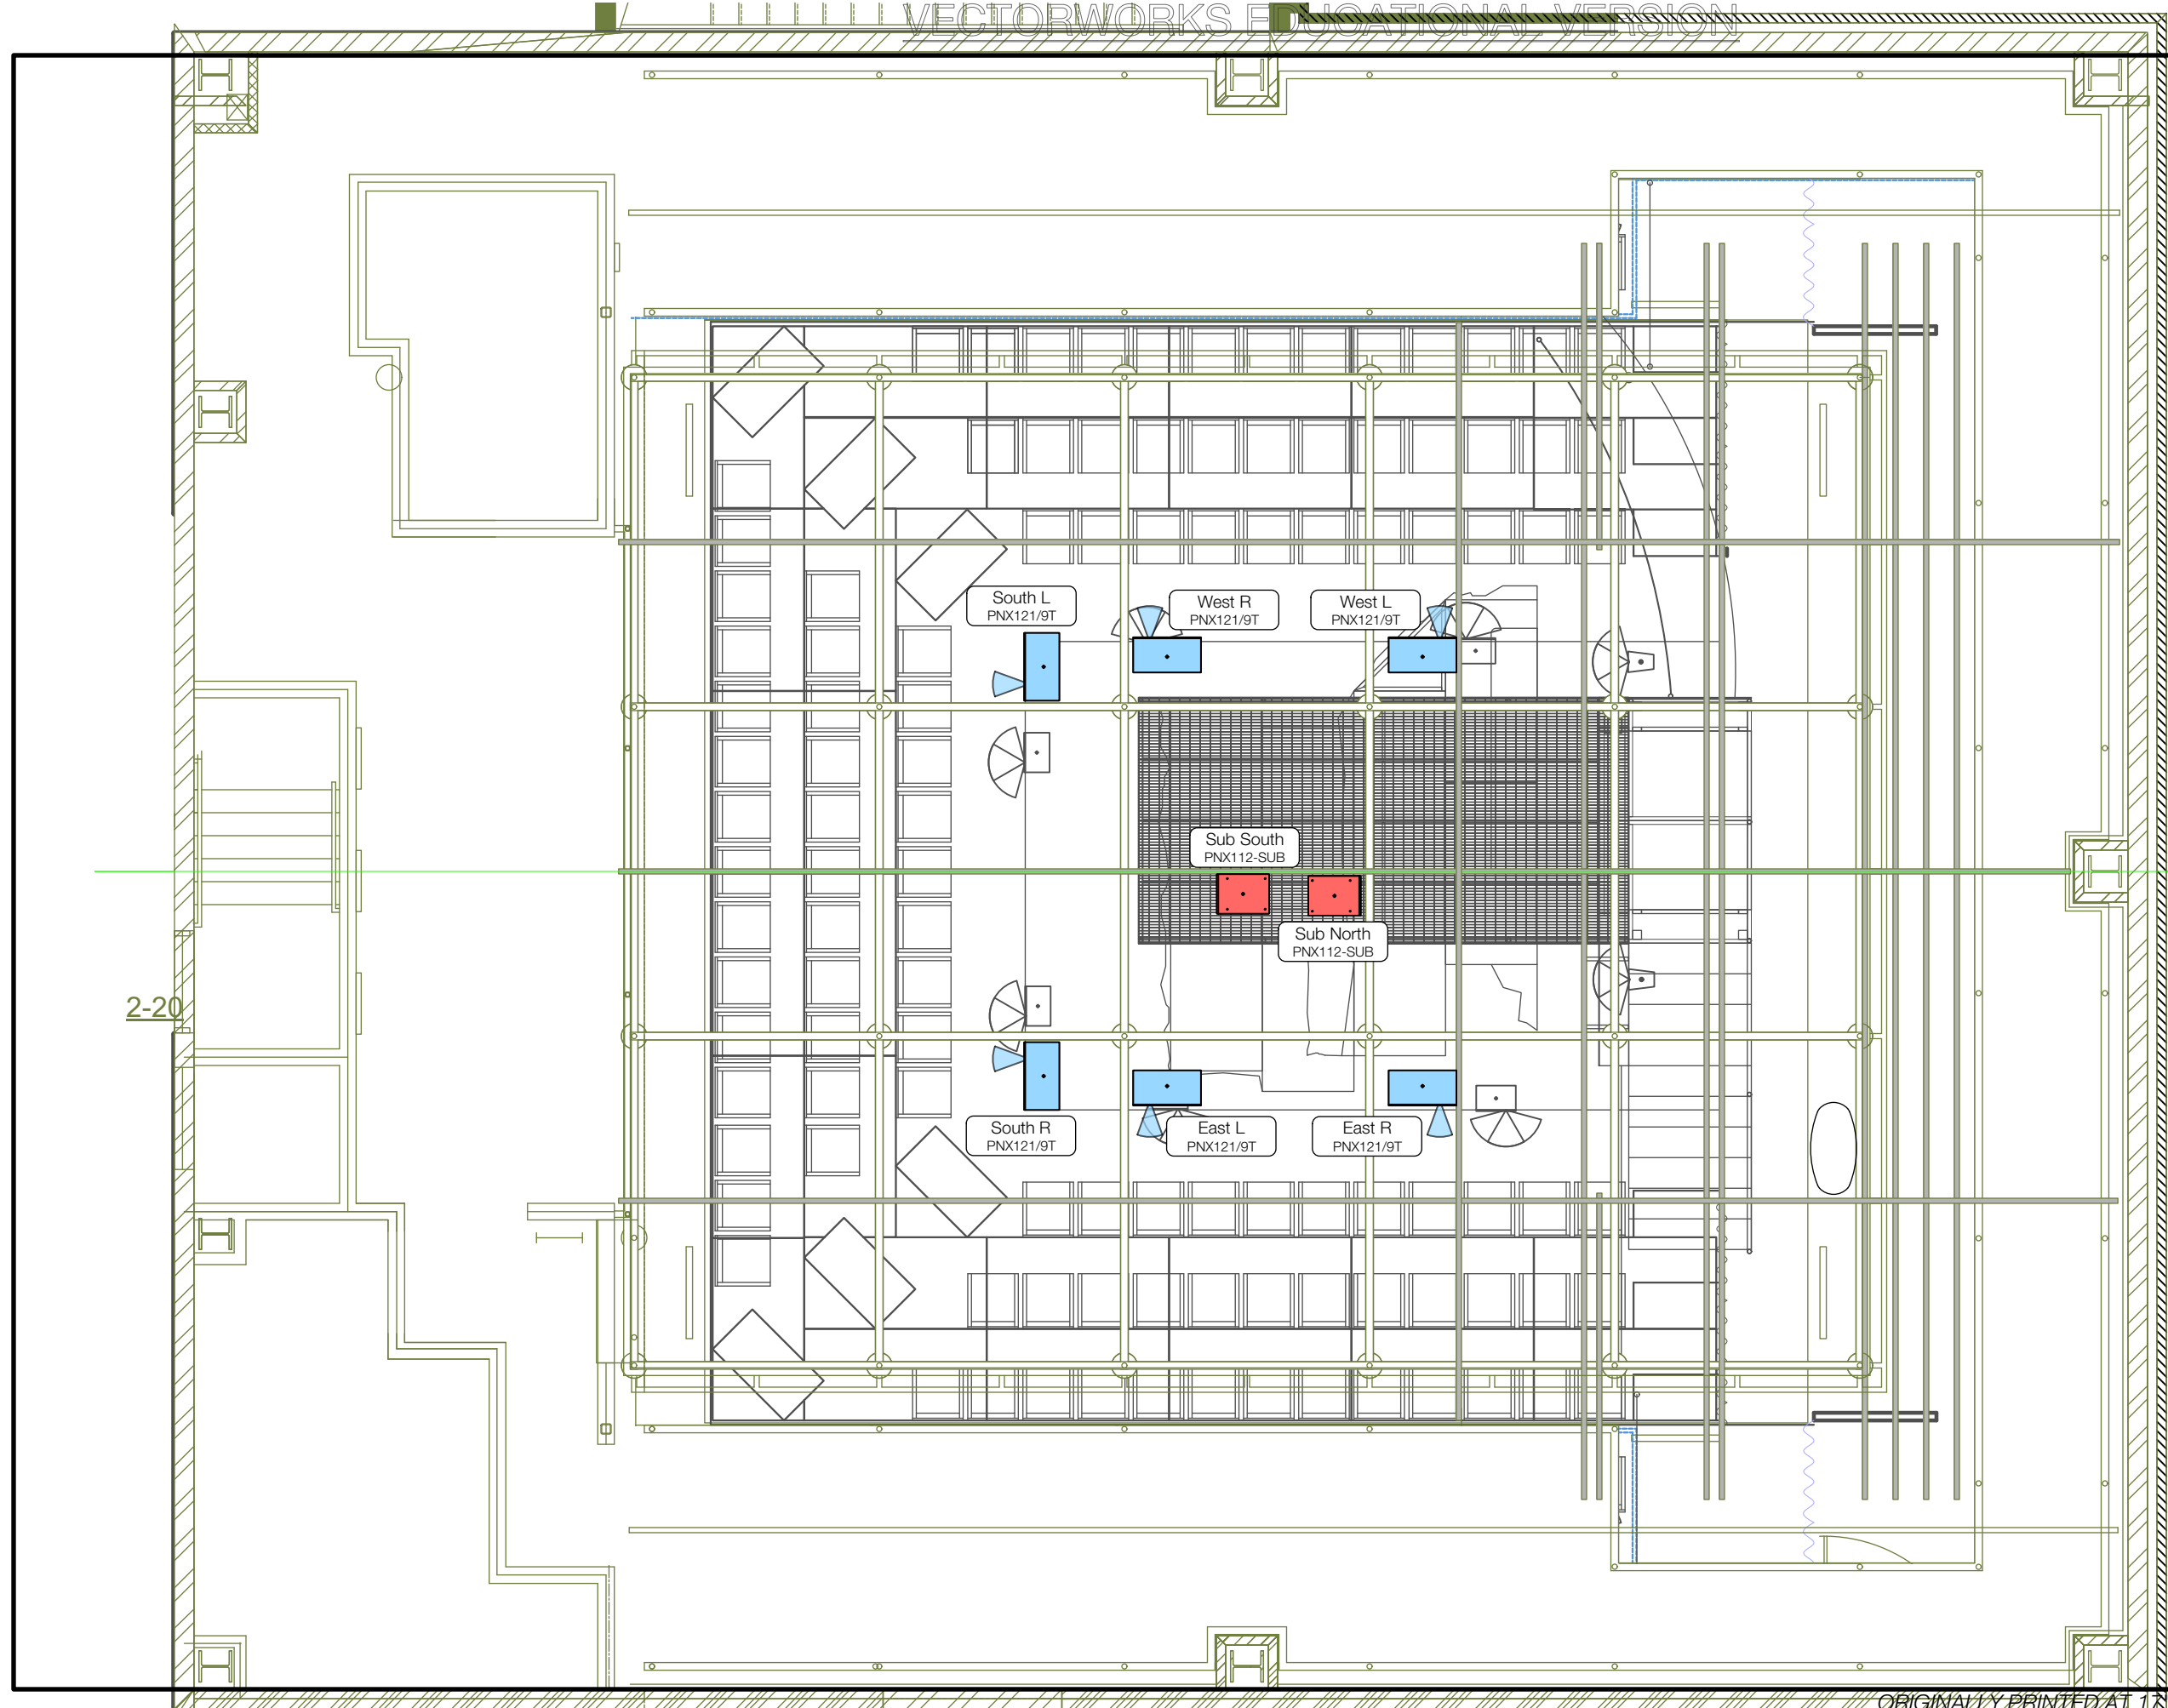 VECTORWORKS EDUCATIONAL VERSION
South L
PNX121/9T
West R
PNX121/9T
West L
PNX121/9T
Sub South
PNX112-SUB
Sub North
PNX112-SUB
2-20
South R
PNX121/9T
East L
PNX121/9T
East R
PNX121/9T
ORIGINALLY PRINTED AT 17